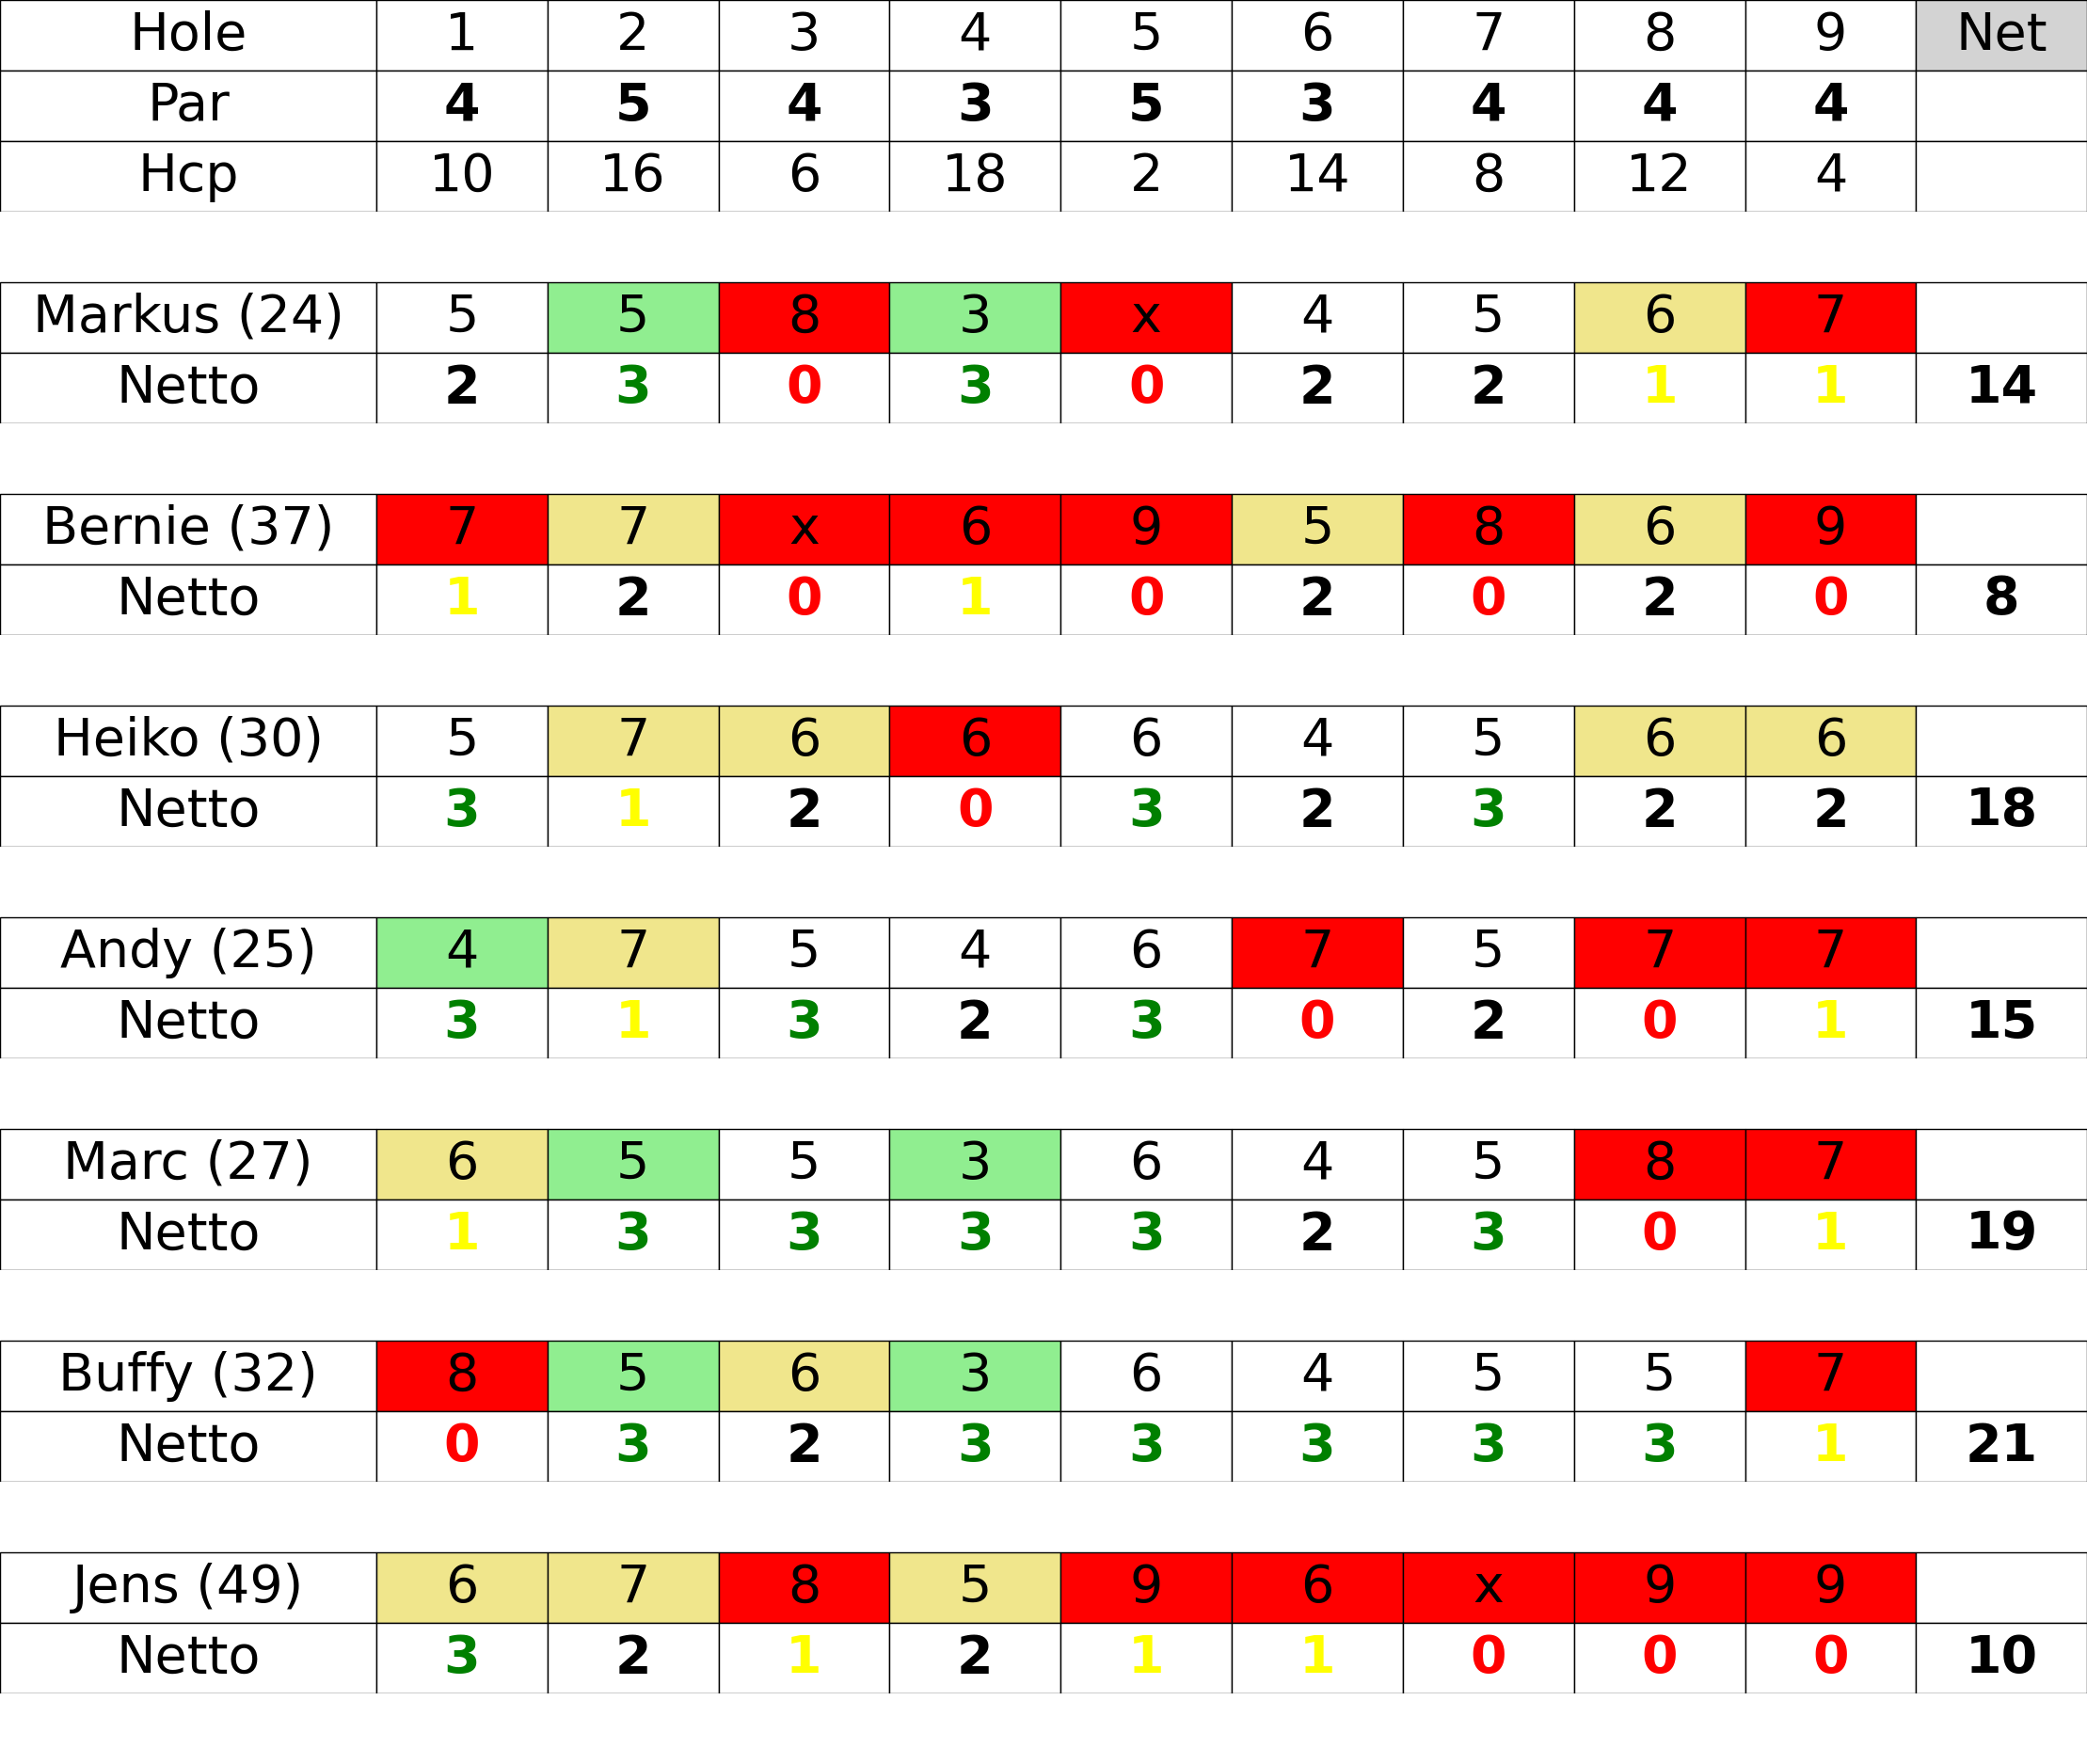 Hole 1 2 3 4 5 6 7 8 9 Net
Par 4 5 4 3 5 3 4 4 4
Hcp 10 16 6 18 2 14 8 12 4
Markus (24) 5 5 8 3 x 4 5 6 7
Netto 2 3 0 3 0 2 2 1 1 14
Bernie (37) 7 7 x 6 9 5 8 6 9
Netto 1 2 0 1 0 2 0 2 0 8
Heiko (30) 5 7 6 6 6 4 5 6 6
Netto 3 1 2 0 3 2 3 2 2 18
Andy (25) 4 7 5 4 6 7 5 7 7
Netto 3 1 3 2 3 0 2 0 1 15
Marc (27) 6 5 5 3 6 4 5 8 7
Netto 1 3 3 3 3 2 3 0 1 19
Buffy (32) 8 5 6 3 6 4 5 5 7
Netto 0 3 2 3 3 3 3 3 1 21
Jens (49) 6 7 8 5 9 6 x 9 9
Netto 3 2 1 2 1 1 0 0 0 10